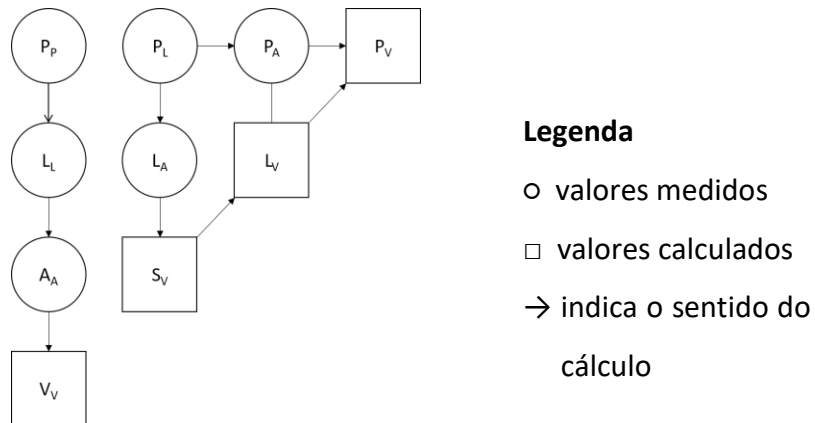 P_P P_L P_A P_V
L_L L_A L_V
A_A S_V
V_V
Legenda
○ valores medidos
□ valores calculados
→ indica o sentido do
cálculo